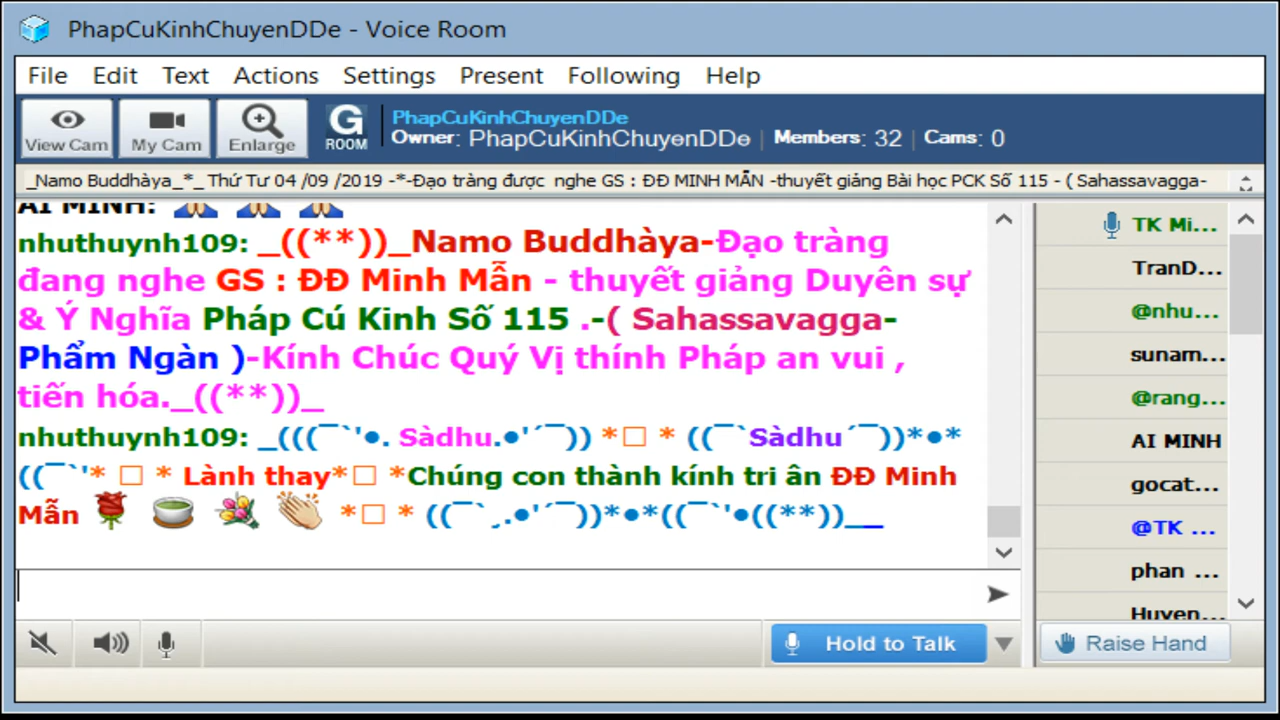 PhapCuKinhChuyenDDe - Voice Room
File Edit Text Actions Settings Present Following Help
View Cam My Cam Enlarge G ROOM
PhapCuKinhChuyenDDe
Owner: PhapCuKinhChuyenDDe | Members: 32 | Cams: 0
_Namo Buddhàya_*_ Thứ Tư 04 /09 /2019 -*-Đạo tràng được nghe GS : ĐĐ MINH MẪN -thuyết giảng Bài học PCK Số 115 - ( Sahassavagga-
AI MINH: 🙏 🙏 🙏
nhuthuynh109: _((**))_Namo Buddhàya-Đạo tràng
đang nghe GS : ĐĐ Minh Mẫn - thuyết giảng Duyên sự
& Ý Nghĩa Pháp Cú Kinh Số 115 .-( Sahassavagga-
Phẩm Ngàn )-Kính Chúc Quý Vị thính Pháp an vui ,
tiến hóa._((**))_
nhuthuynh109: _(((¯`'●. Sàdhu.●'´¯)) *□ * ((¯`Sàdhu´¯))*●*
((¯`'* □ * Lành thay*□ *Chúng con thành kính tri ân ĐĐ Minh
Mẫn 🌹 🍵 💐 👏 *□ * ((¯`¸.●'´¯))*●*((¯`'●((**))__
TK Mi...
TranD...
@nhu...
sunam...
@rang...
AI MINH
gocat...
@TK ...
phan ...
Huyen...
Hold to Talk
Raise Hand